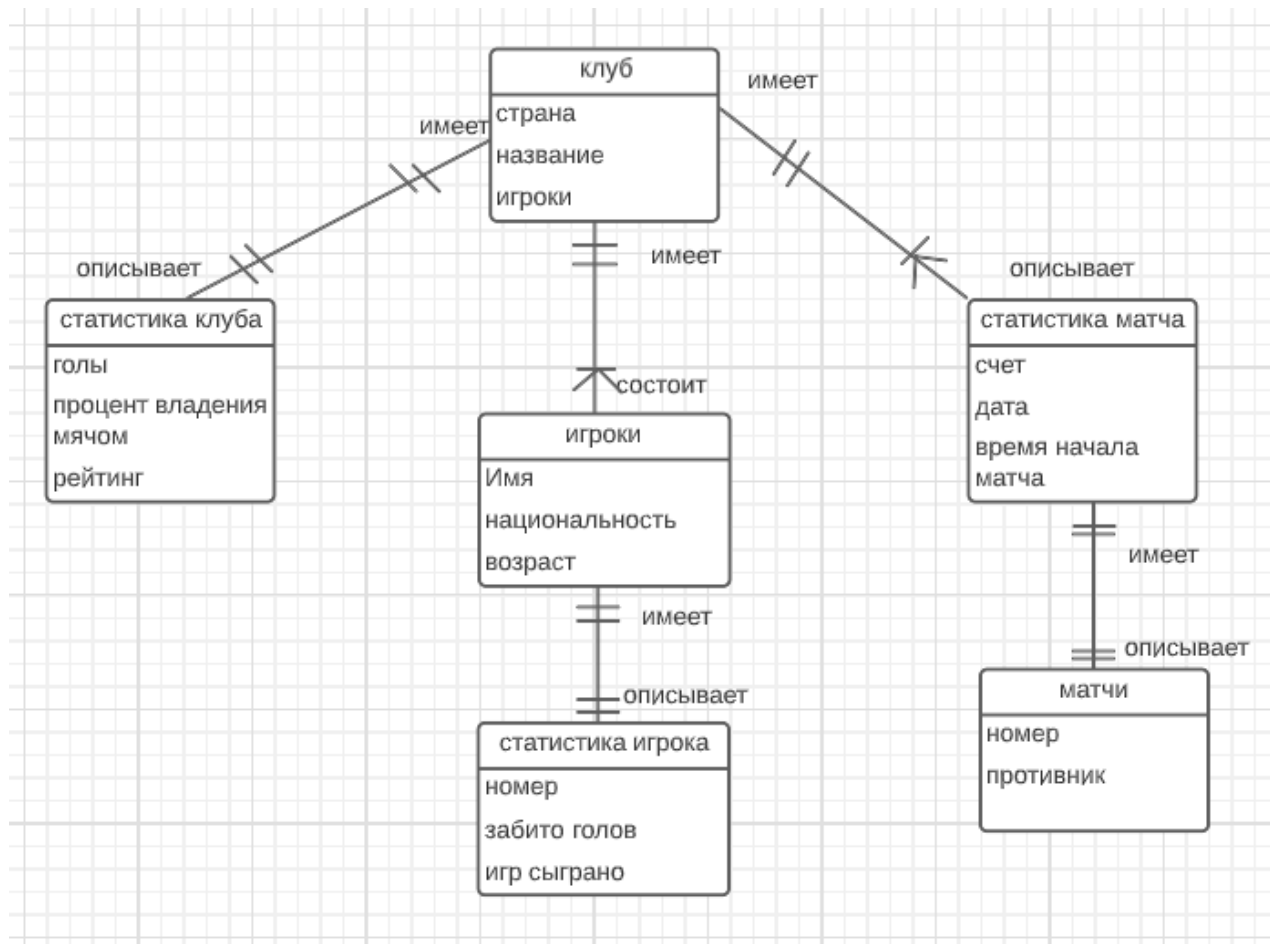 клуб
страна
название
игроки
имеет
имеет
имеет
описывает
статистика клуба
голы
процент владения
мячом
рейтинг
состоит
игроки
Имя
национальность
возраст
имеет
описывает
статистика игрока
номер
забито голов
игр сыграно
описывает
статистика матча
счет
дата
время начала
матча
имеет
описывает
матчи
номер
противник